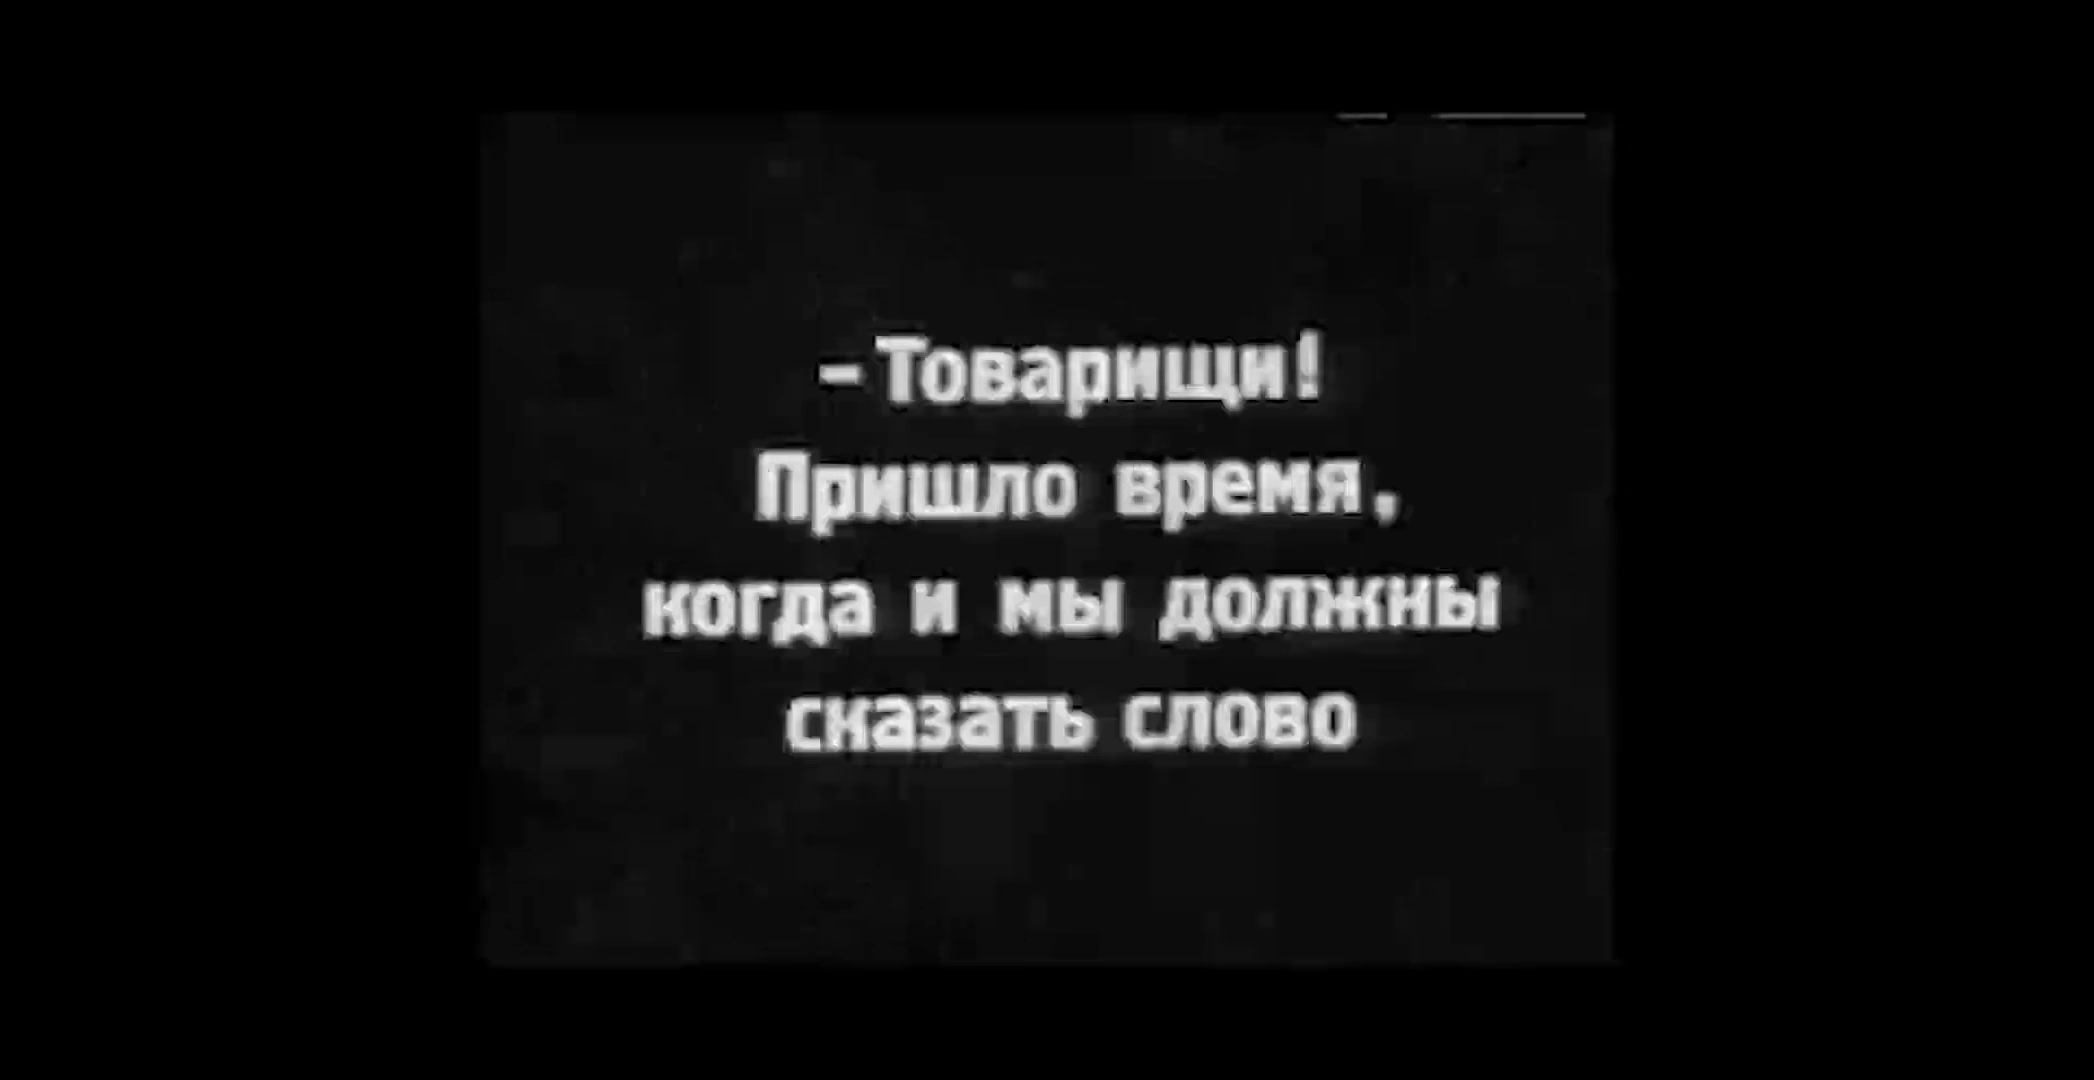 – Товарищи!
Пришло время,
когда и мы должны
сказать слово